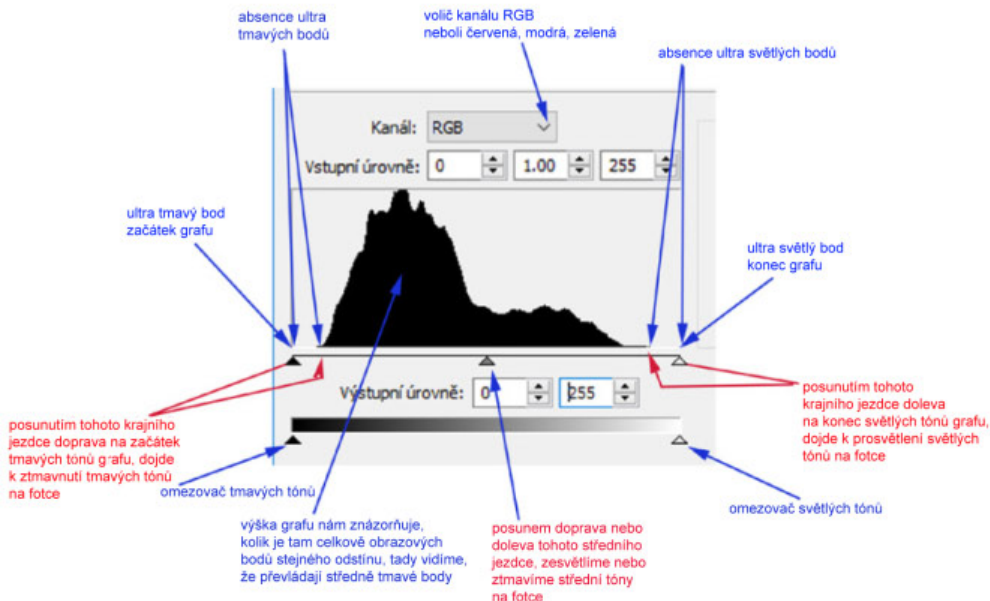 absence ultra
tmavých bodů
volič kanálu RGB
neboli červená, modrá, zelená
absence ultra světlých bodů
Kanál: RGB
Vstupní úrovně: 0 1.00 255
ultra tmavý bod
začátek grafu
ultra světlý bod
konec grafu
Výstupní úrovně: 0 255
posunutím tohoto krajního
jezdce doprava na začátek
tmavých tónů grafu, dojde
k ztmavnutí tmavých tónů
na fotce
posunutím tohoto
krajního jezdce doleva
na konec světlých tónů grafu,
dojde k prosvětlení světlých
tónů na fotce
omezovač tmavých tónů
omezovač světlých tónů
výška grafu nám znázorňuje,
kolik je tam celkově obrazových
bodů stejného odstínu, tady vidíme,
že převládají středně tmavé body
posunem doprava nebo
doleva tohoto středního
jezdce, zesvětlíme nebo
ztmavíme střední tóny
na fotce